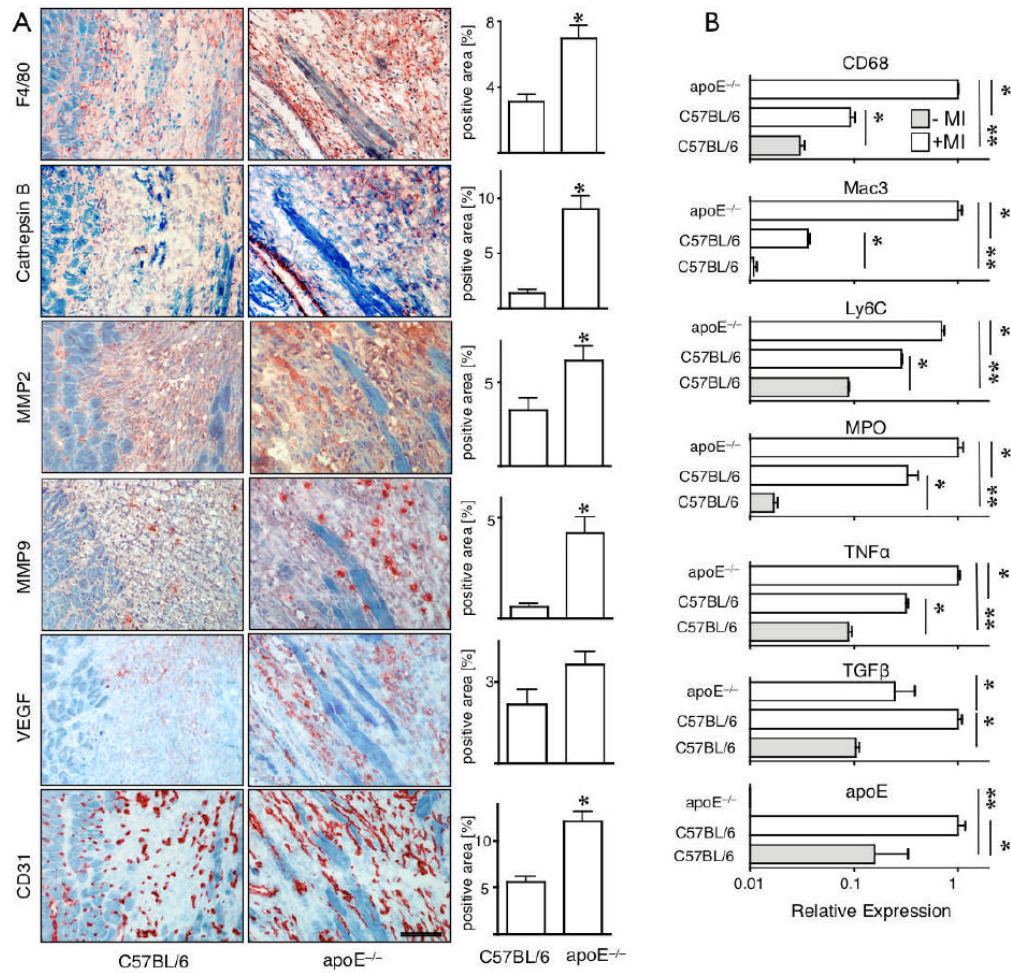 A
F4/80
positive area [%]
8
4
*
Cathepsin B
positive area [%]
10
5
*
MMP2
positive area [%]
5
*
MMP9
positive area [%]
5
*
VEGF
positive area [%]
3
CD31
positive area [%]
10
5
*
C57BL/6
apoE–/–
C57BL/6
apoE–/–
B
CD68
apoE–/–
C57BL/6
C57BL/6
- MI
+MI
*
*
**
Mac3
apoE–/–
C57BL/6
C57BL/6
*
*
**
Ly6C
apoE–/–
C57BL/6
C57BL/6
*
*
**
MPO
apoE–/–
C57BL/6
C57BL/6
*
*
**
TNFα
apoE–/–
C57BL/6
C57BL/6
*
*
**
TGFβ
apoE–/–
C57BL/6
C57BL/6
*
*
apoE
apoE–/–
C57BL/6
C57BL/6
**
*
0.01
0.1
1
Relative Expression